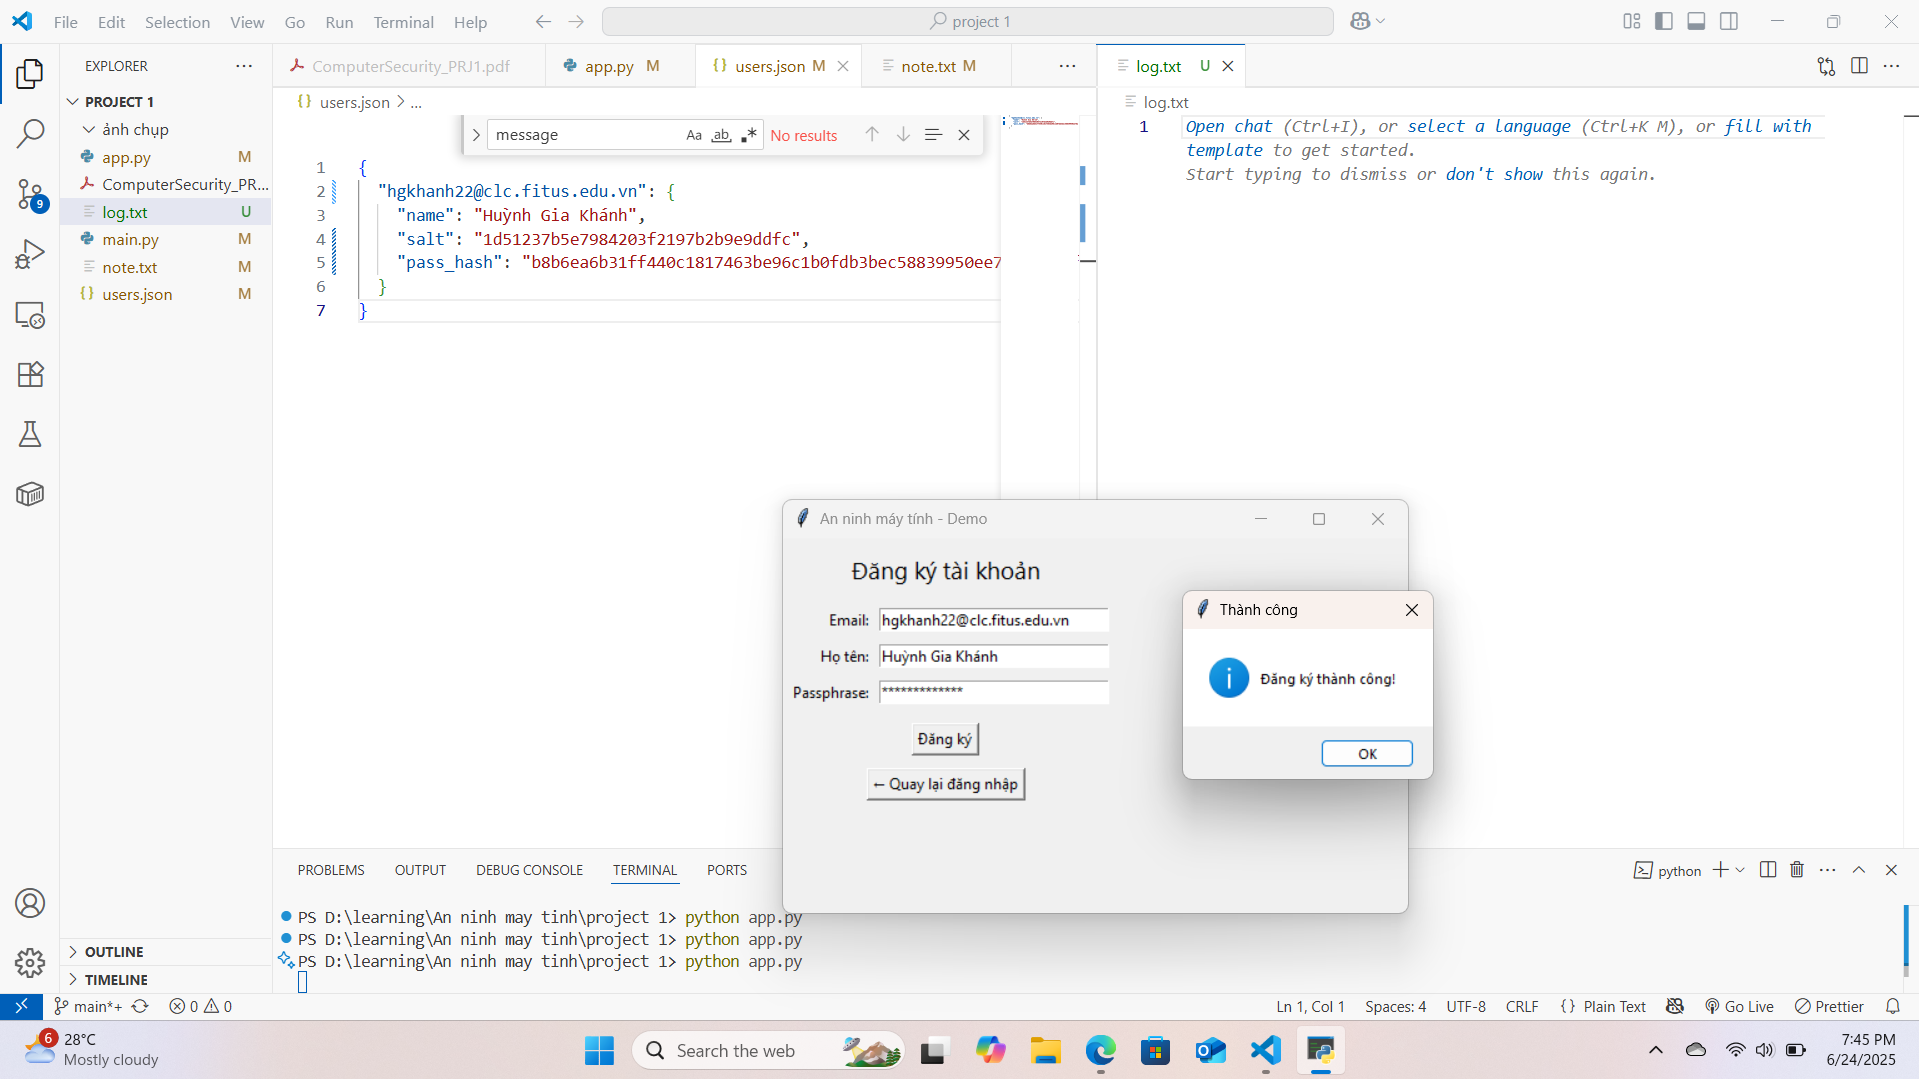 File Edit Selection View Go Run Terminal Help
project 1
EXPLORER
PROJECT 1
ảnh chụp
app.py M
ComputerSecurity_PR...
log.txt U
main.py M
note.txt M
users.json M
OUTLINE
TIMELINE
9
ComputerSecurity_PRJ1.pdf
app.py M
users.json M
note.txt M
users.json > ...
message
Aa ab .*
No results
1 {
2 "hgkhanh22@clc.fitus.edu.vn": {
3 "name": "Huỳnh Gia Khánh",
4 "salt": "1d51237b5e7984203f2197b2b9e9ddfc",
5 "pass_hash": "b8b6ea6b31ff440c1817463be96c1b0fdb3bec58839950ee7
6 }
7 }
log.txt U
log.txt
1 Open chat (Ctrl+I), or select a language (Ctrl+K M), or fill with
template to get started.
Start typing to dismiss or don't show this again.
An ninh máy tính - Demo
Đăng ký tài khoản
Email: hgkhanh22@clc.fitus.edu.vn
Họ tên: Huỳnh Gia Khánh
Passphrase: *************
Đăng ký
← Quay lại đăng nhập
Thành công
Đăng ký thành công!
OK
PROBLEMS OUTPUT DEBUG CONSOLE TERMINAL PORTS
python
PS D:\learning\An ninh may tinh\project 1> python app.py
PS D:\learning\An ninh may tinh\project 1> python app.py
PS D:\learning\An ninh may tinh\project 1> python app.py
main*+ 0 0
Ln 1, Col 1 Spaces: 4 UTF-8 CRLF {} Plain Text Go Live Prettier
6
28°C
Mostly cloudy
Search the web
7:45 PM
6/24/2025